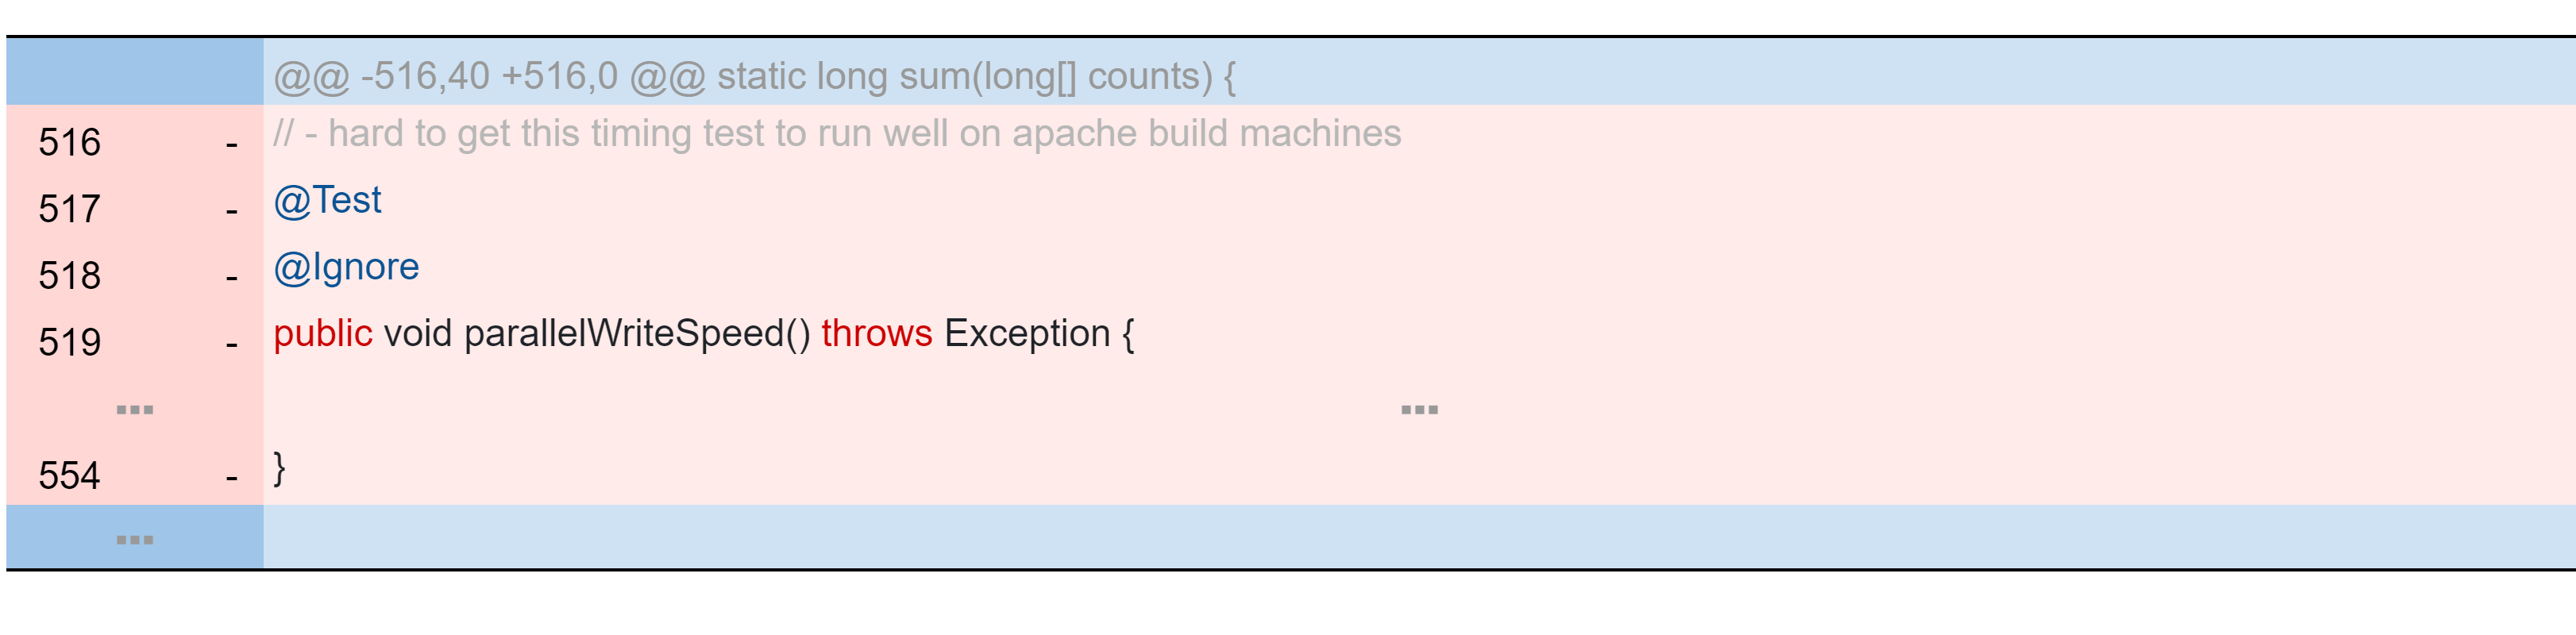 @@ -516,40 +516,0 @@ static long sum(long[] counts) {
516 - // - hard to get this timing test to run well on apache build machines
517 - @Test
518 - @Ignore
519 - public void parallelWriteSpeed() throws Exception {
... ...
554 - }
...